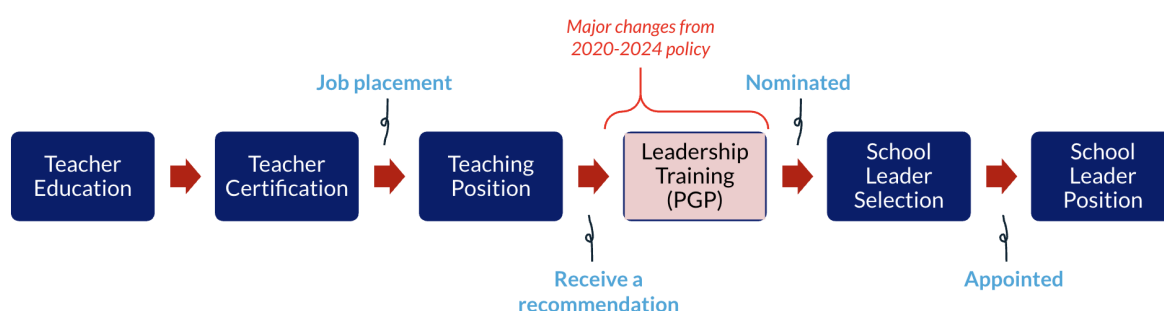 Major changes from
2020-2024 policy
Job placement
Nominated
Teacher
Education
Teacher
Certification
Teaching
Position
Leadership
Training
(PGP)
School
Leader
Selection
School
Leader
Position
Receive a
recommendation
Appointed